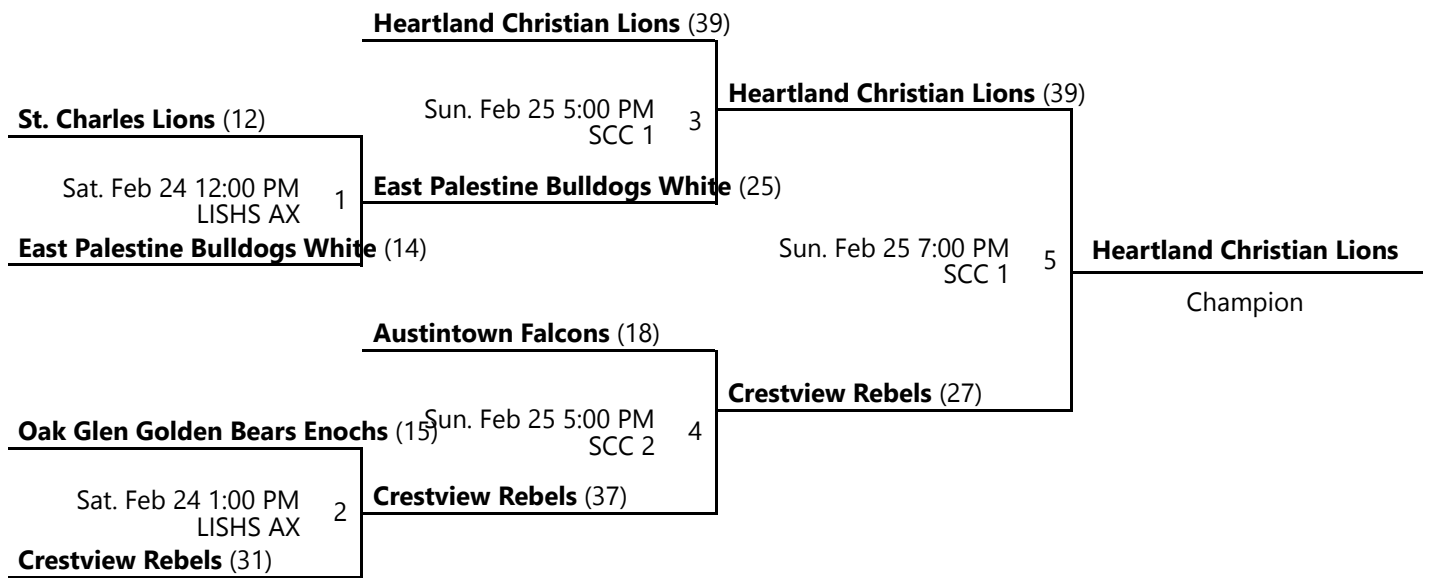 Heartland Christian Lions (39)
Sun. Feb 25 5:00 PM
SCC 1
3
Heartland Christian Lions (39)
St. Charles Lions (12)
Sat. Feb 24 12:00 PM
LISHS AX
1
East Palestine Bulldogs White (25)
East Palestine Bulldogs White (14)
Sun. Feb 25 7:00 PM
SCC 1
5
Heartland Christian Lions
Champion
Austintown Falcons (18)
Crestview Rebels (27)
Oak Glen Golden Bears Enochs (15)
Sun. Feb 25 5:00 PM
SCC 2
4
Sat. Feb 24 1:00 PM
LISHS AX
2
Crestview Rebels (37)
Crestview Rebels (31)